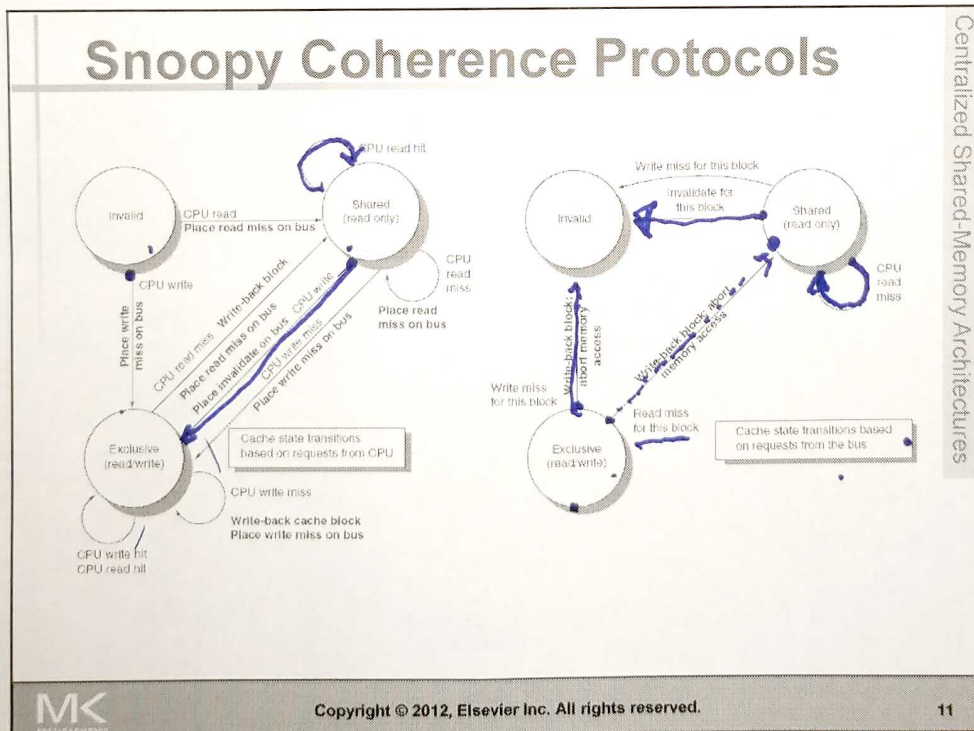 Snoopy Coherence Protocols
Centralized Shared-Memory Architectures
CPU read hit
Invalid
CPU read
Place read miss on bus
Shared
(read only)
CPU write
CPU
read
miss
Place read
miss on bus
Place write
miss on bus
CPU read miss Write-back block
Place read miss on bus
Place invalidate on bus CPU write
CPU write miss
Place write miss on bus
Exclusive
(read/write)
Cache state transitions
based on requests from CPU
CPU write miss
Write-back cache block
Place write miss on bus
CPU write hit
CPU read hit
Write miss for this block
Invalidate for
this block
Invalid
Shared
(read only)
CPU
read
miss
Write-back block;
abort memory
access
Write-back block; abort
memory access
Write miss
for this block
Read miss
for this block
Exclusive
(read/write)
Cache state transitions based
on requests from the bus
MK
Copyright © 2012, Elsevier Inc. All rights reserved.
11